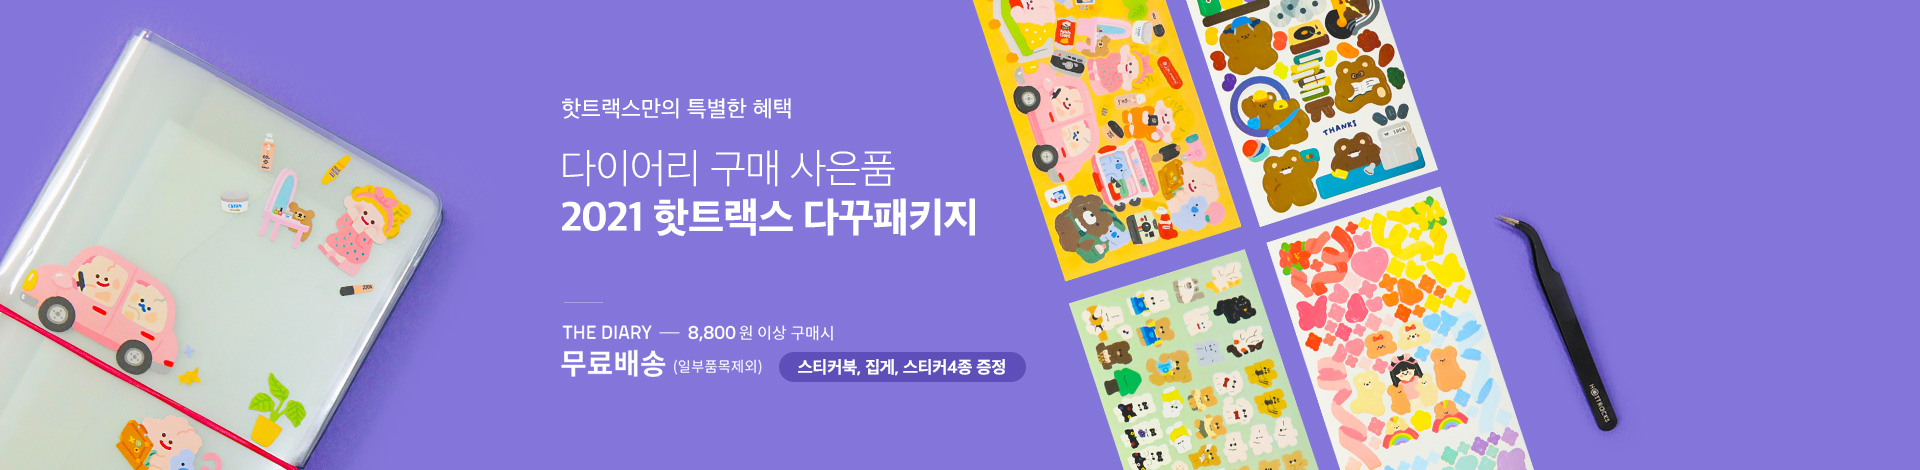 핫트랙스만의 특별한 혜택
다이어리 구매 사은품
2021 핫트랙스 다꾸패키지
THE DIARY — 8,800원 이상 구매시
무료배송 (일부품목제외)
스티커북, 집게, 스티커4종 증정
THANKS
HOTTRACKS